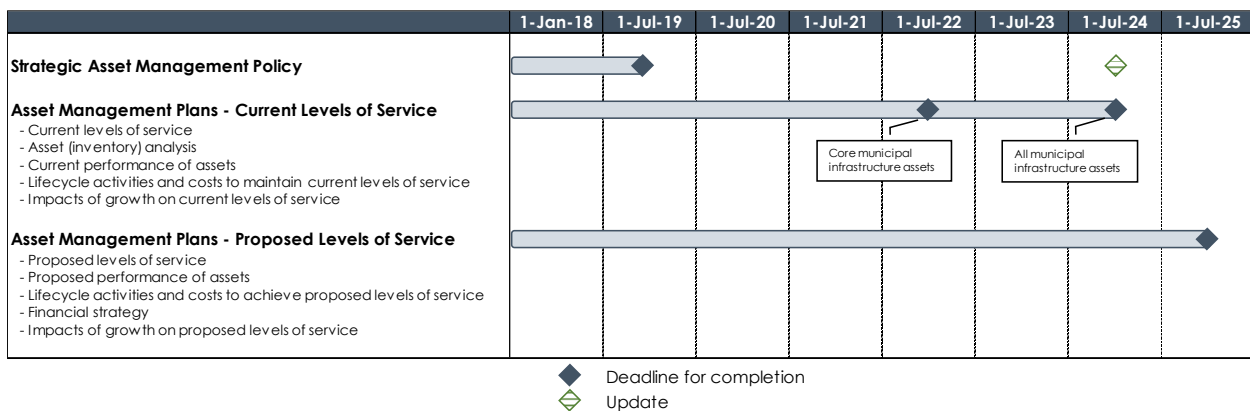 1-Jan-18 1-Jul-19 1-Jul-20 1-Jul-21 1-Jul-22 1-Jul-23 1-Jul-24 1-Jul-25
Strategic Asset Management Policy
Asset Management Plans - Current Levels of Service
- Current levels of service
- Asset (inventory) analysis
- Current performance of assets
- Lifecycle activities and costs to maintain current levels of service
- Impacts of growth on current levels of service
Core municipal
infrastructure assets
All municipal
infrastructure assets
Asset Management Plans - Proposed Levels of Service
- Proposed levels of service
- Proposed performance of assets
- Lifecycle activities and costs to achieve proposed levels of service
- Financial strategy
- Impacts of growth on proposed levels of service
Deadline for completion
Update